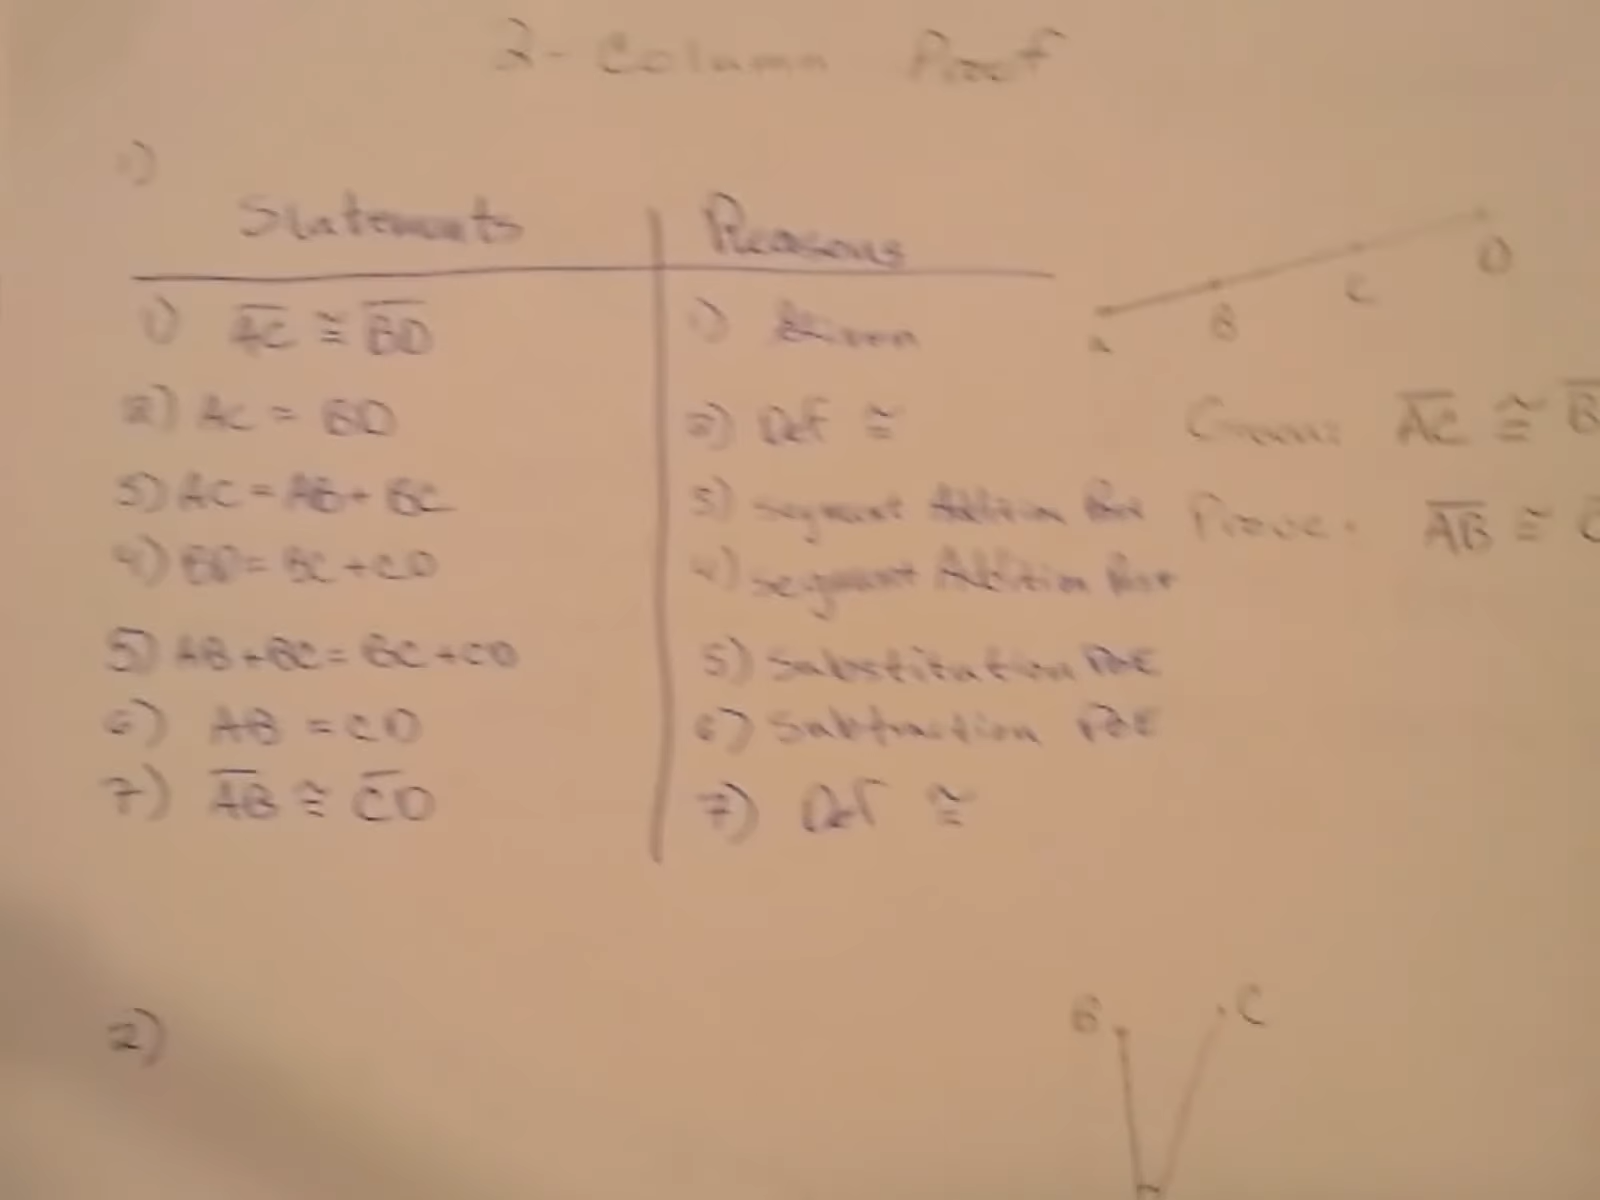 2-Column Proof
1)
Statements Reasons
1) AC ≅ BD 1) Given
2) AC = BD 2) Def ≅
3) AC = AB + BC 3) Segment Addition Post
4) BD = BC + CD 4) Segment Addition Post
5) AB + BC = BC + CD 5) Substitution PoE
6) AB = CD 6) Subtraction PoE
7) AB ≅ CD 7) Def ≅
A B C D
Given: AC ≅ B
Prove: AB ≅ C
2)
B C